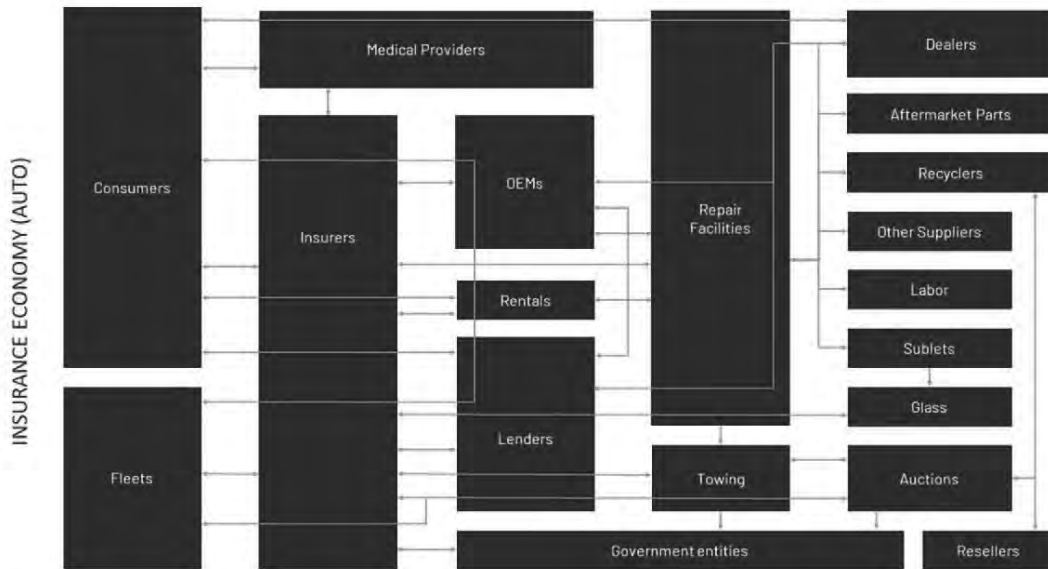 INSURANCE ECONOMY (AUTO)
Consumers
Fleets
Medical Providers
Insurers
OEMs
Rentals
Lenders
Repair
Facilities
Towing
Government entities
Dealers
Aftermarket Parts
Recyclers
Other Suppliers
Labor
Sublets
Glass
Auctions
Resellers